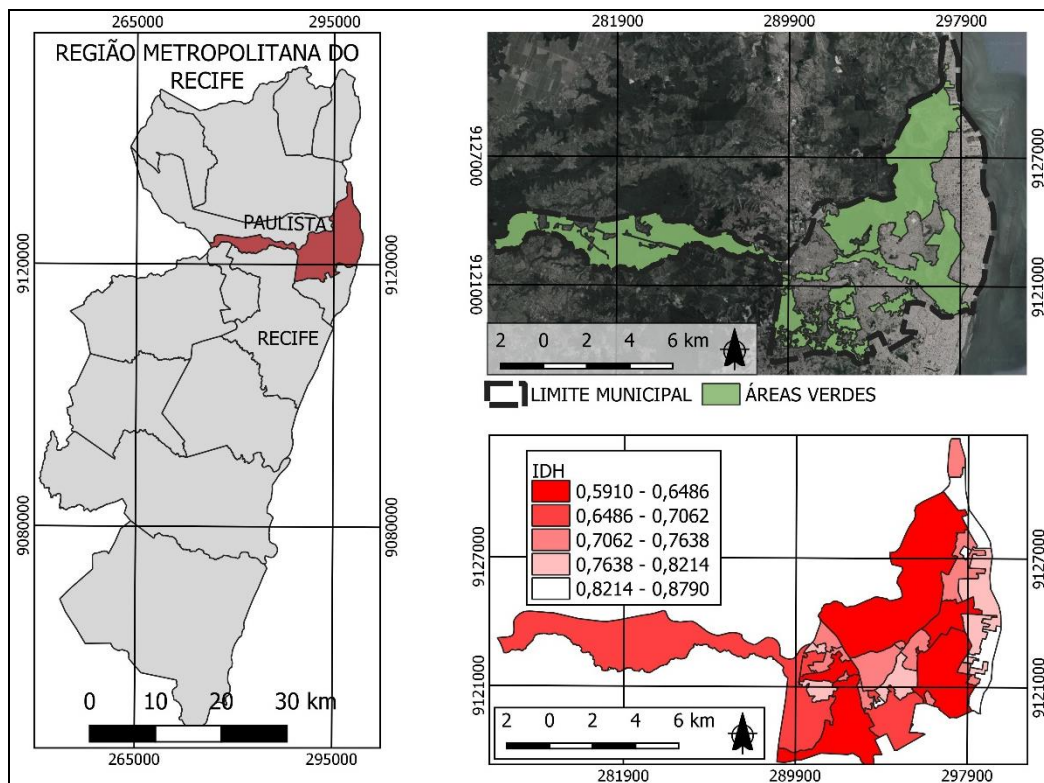 265000 295000
REGIÃO METROPOLITANA DO
RECIFE
PAULISTA
RECIFE
9120000
9120000
9080000
9080000
0 10 20 30 km
265000 295000
281900 289900 297900
9127000
9127000
9121000
9121000
2 0 2 4 6 km
LIMITE MUNICIPAL ÁREAS VERDES
IDH
0,5910 - 0,6486
0,6486 - 0,7062
0,7062 - 0,7638
0,7638 - 0,8214
0,8214 - 0,8790
9127000
9127000
9121000
9121000
2 0 2 4 6 km
281900 289900 297900